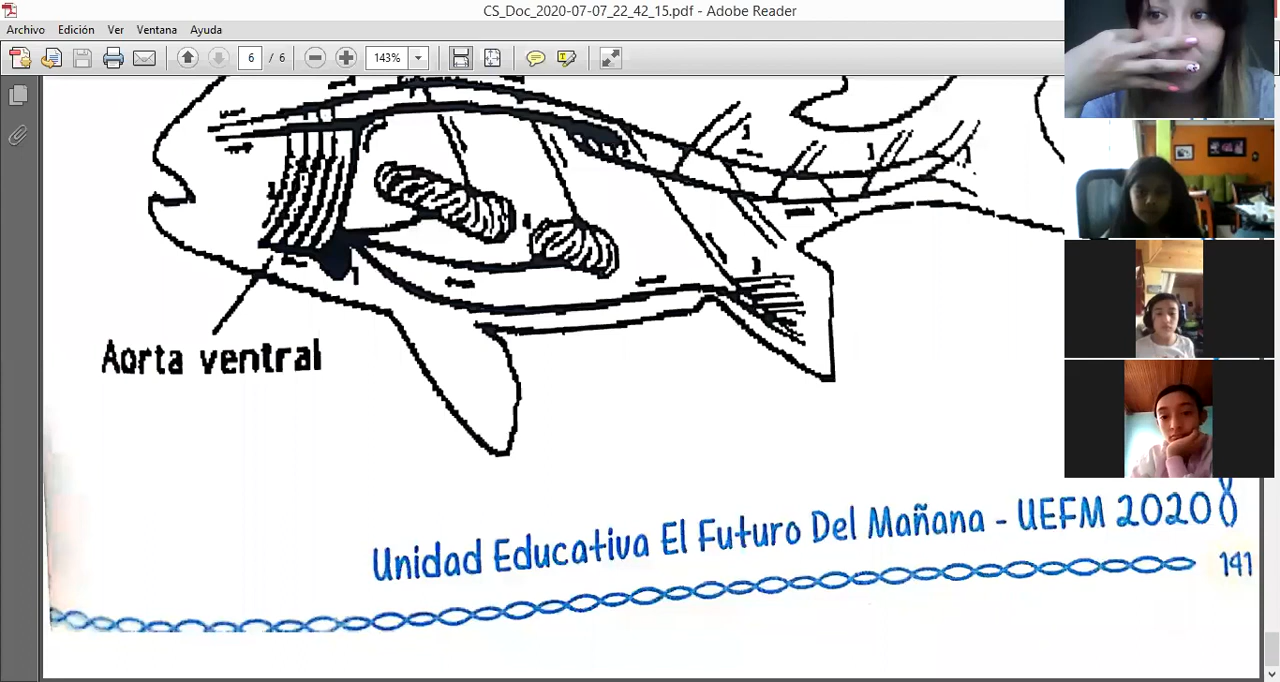 CS_Doc_2020-07-07_22_42_15.pdf - Adobe Reader
Archivo Edición Ver Ventana Ayuda
6 / 6 143%
Aorta ventral
Unidad Educativa El Futuro Del Mañana - UEFM 2020
141